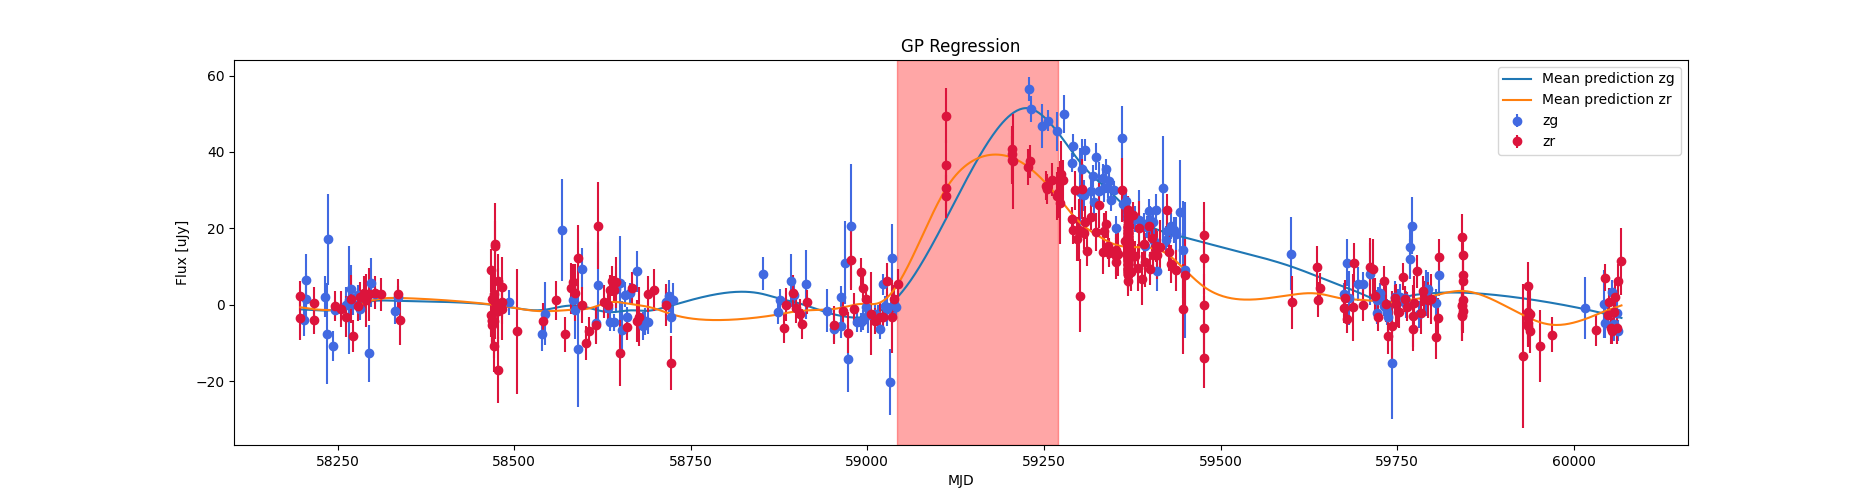 GP Regression
Flux [uJy]
60
40
20
0
−20
Mean prediction zg
Mean prediction zr
zg
zr
58250
58500
58750
59000
59250
59500
59750
60000
MJD